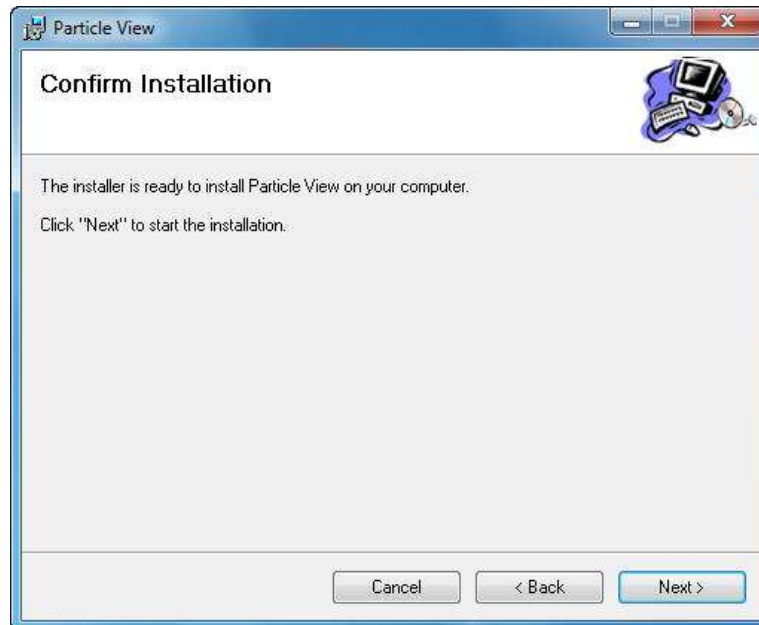 Particle View
Confirm Installation
The installer is ready to install Particle View on your computer.
Click "Next" to start the installation.
Cancel
< Back
Next >